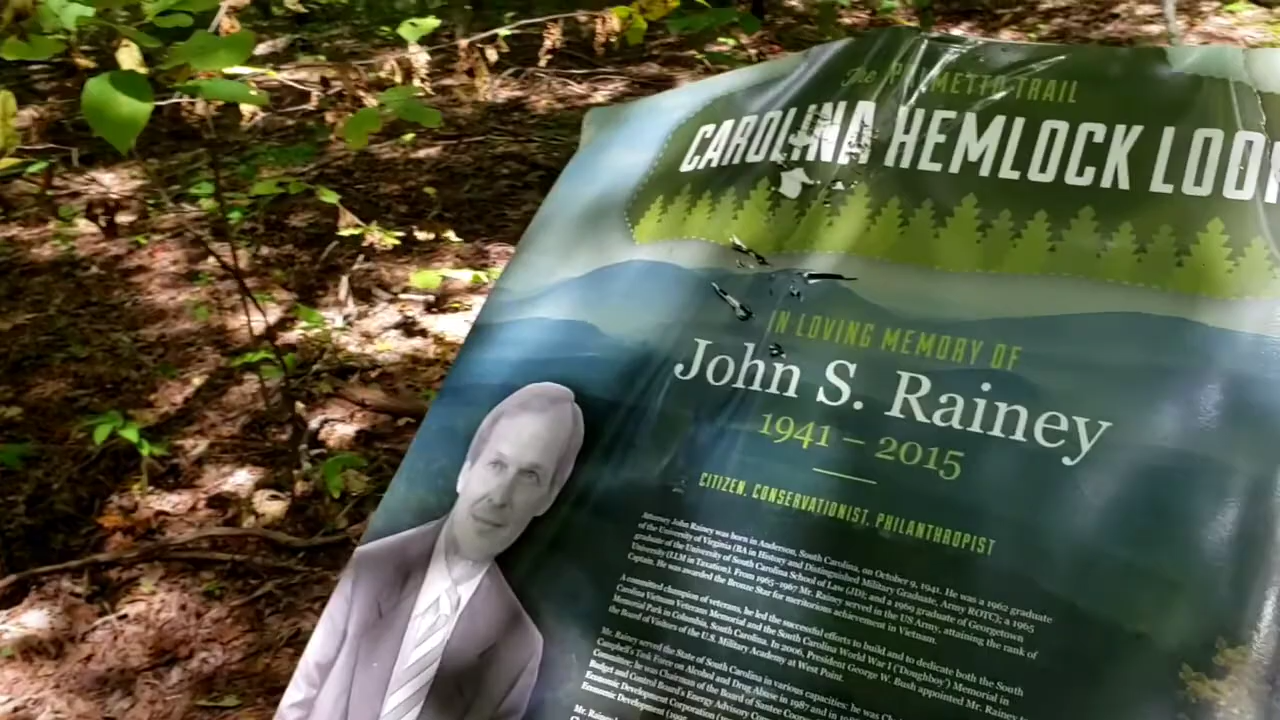 The PALMETTO TRAIL
CAROLINA HEMLOCK LOO
IN LOVING MEMORY OF
John S. Rainey
1941 – 2015
CITIZEN, CONSERVATIONIST, PHILANTHROPIST
Attorney John Rainey was born in Anderson, South Carolina, on October 9, 1941. He was a 1962 graduate
of the University of Virginia (BA in History and Distinguished Military Graduate, Army ROTC); a 1965
graduate of the University of South Carolina School of Law (JD); and a 1969 graduate of Georgetown
University (LLM in Taxation). From 1965–1967 Mr. Rainey served in the US Army, attaining the rank of
Captain. He was awarded the Bronze Star for meritorious achievement in Vietnam.
A committed champion of veterans, he led the successful efforts to build and to dedicate both the South
Carolina Vietnam Veterans Memorial and the South Carolina World War I ('Doughboy') Memorial in
Memorial Park in Columbia, South Carolina. In 2006, President George W. Bush appointed Mr. Rainey to
the Board of Visitors of the U.S. Military Academy at West Point.
Mr. Rainey served the State of South Carolina in various capacities: he was
Campbell's Task Force on Alcohol and Drug Abuse in 1987 and in
Committee; he was Chairman of the Board of Santee Cooper
Budget and Control Board's Energy Advisory
Economic Development Corporation
Economic Development
Mr. Rainey